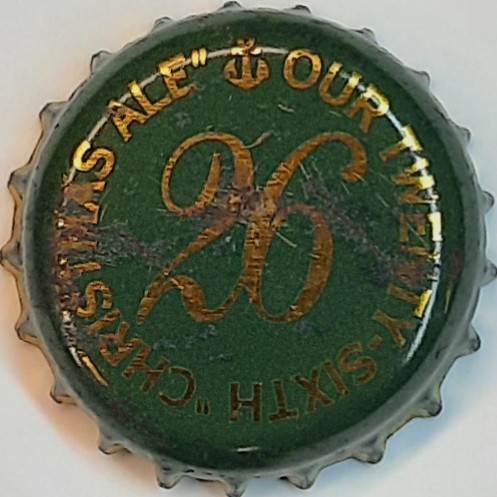 OUR TWENTY-SIXTH "CHRISTMAS ALE"
26